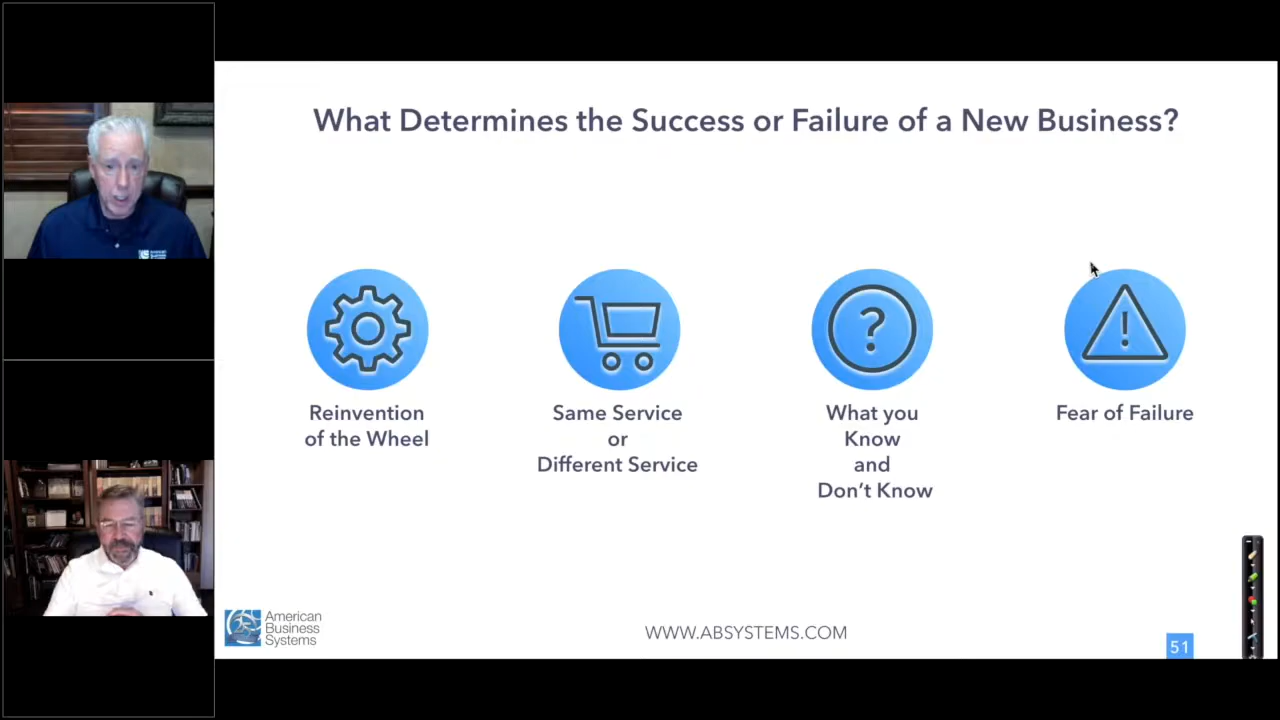 What Determines the Success or Failure of a New Business?
Reinvention
of the Wheel
Same Service
or
Different Service
What you
Know
and
Don't Know
Fear of Failure
American
Business
Systems
WWW.ABSYSTEMS.COM
51